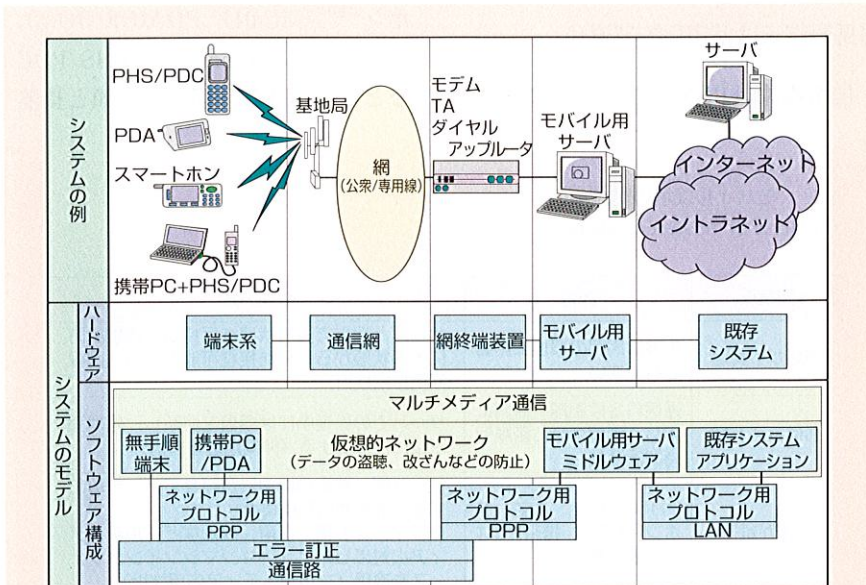 システムの例
PHS/PDC
PDA
スマートホン
携帯PC+PHS/PDC
基地局
網
(公衆/専用線)
モデム
TA
ダイヤル
アップルータ
モバイル用
サーバ
サーバ
インターネット
イントラネット
システムのモデル
ハードウェア
端末系
通信網
網終端装置
モバイル用
サーバ
既存
システム
ソフトウェア構成
マルチメディア通信
無手順
端末
携帯PC
/PDA
仮想的ネットワーク
(データの盗聴、改ざんなどの防止)
モバイル用サーバ
ミドルウェア
既存システム
アプリケーション
ネットワーク用
プロトコル
PPP
ネットワーク用
プロトコル
PPP
ネットワーク用
プロトコル
LAN
エラー訂正
通信路